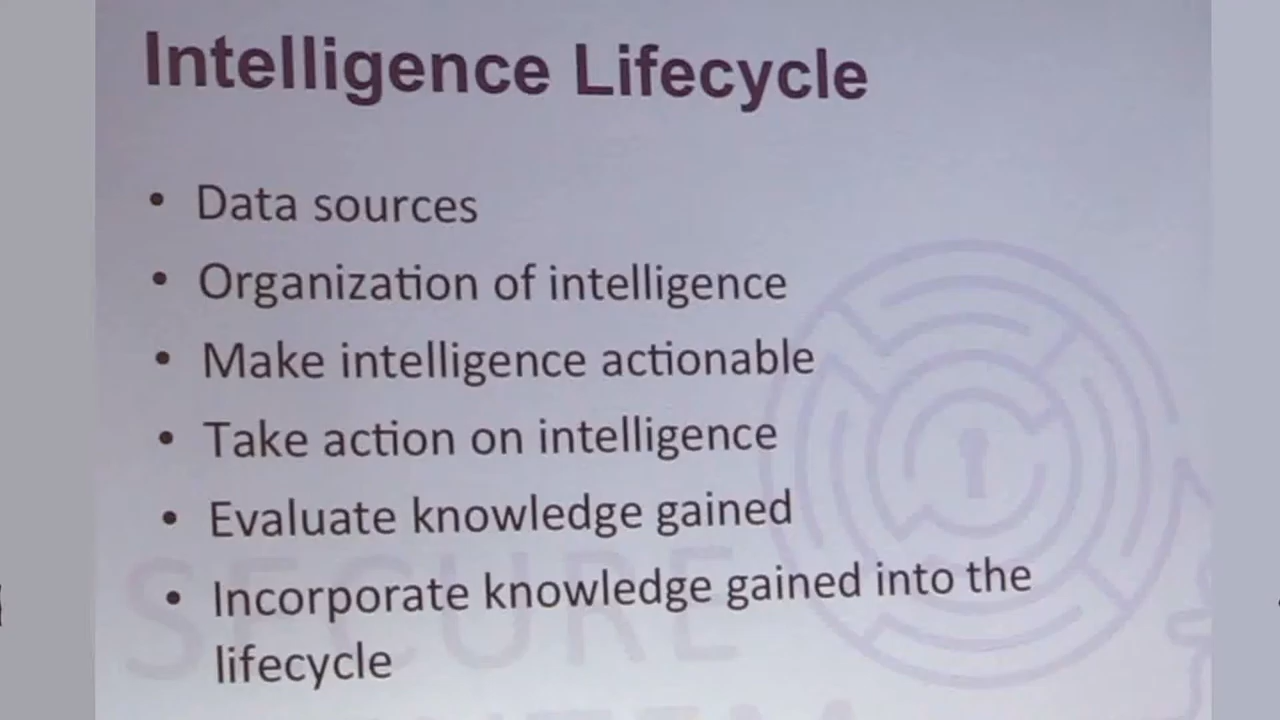 Intelligence Lifecycle
• Data sources
• Organization of intelligence
• Make intelligence actionable
• Take action on intelligence
• Evaluate knowledge gained
• Incorporate knowledge gained into the
lifecycle
SECURE